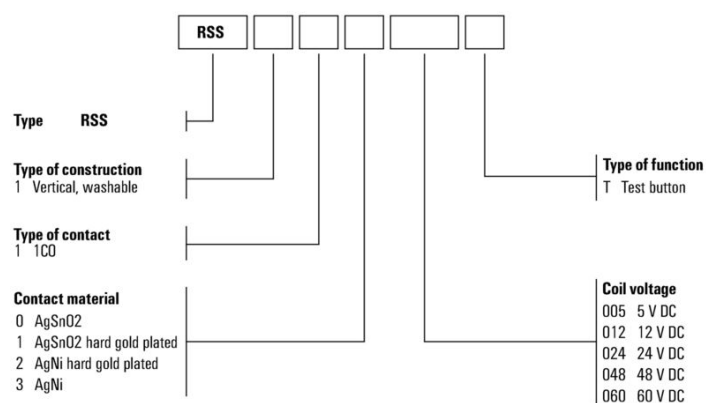 RSS
Type RSS
Type of construction
1 Vertical, washable
Type of contact
1 1CO
Contact material
0 AgSnO2
1 AgSnO2 hard gold plated
2 AgNi hard gold plated
3 AgNi
Type of function
T Test button
Coil voltage
005 5 V DC
012 12 V DC
024 24 V DC
048 48 V DC
060 60 V DC